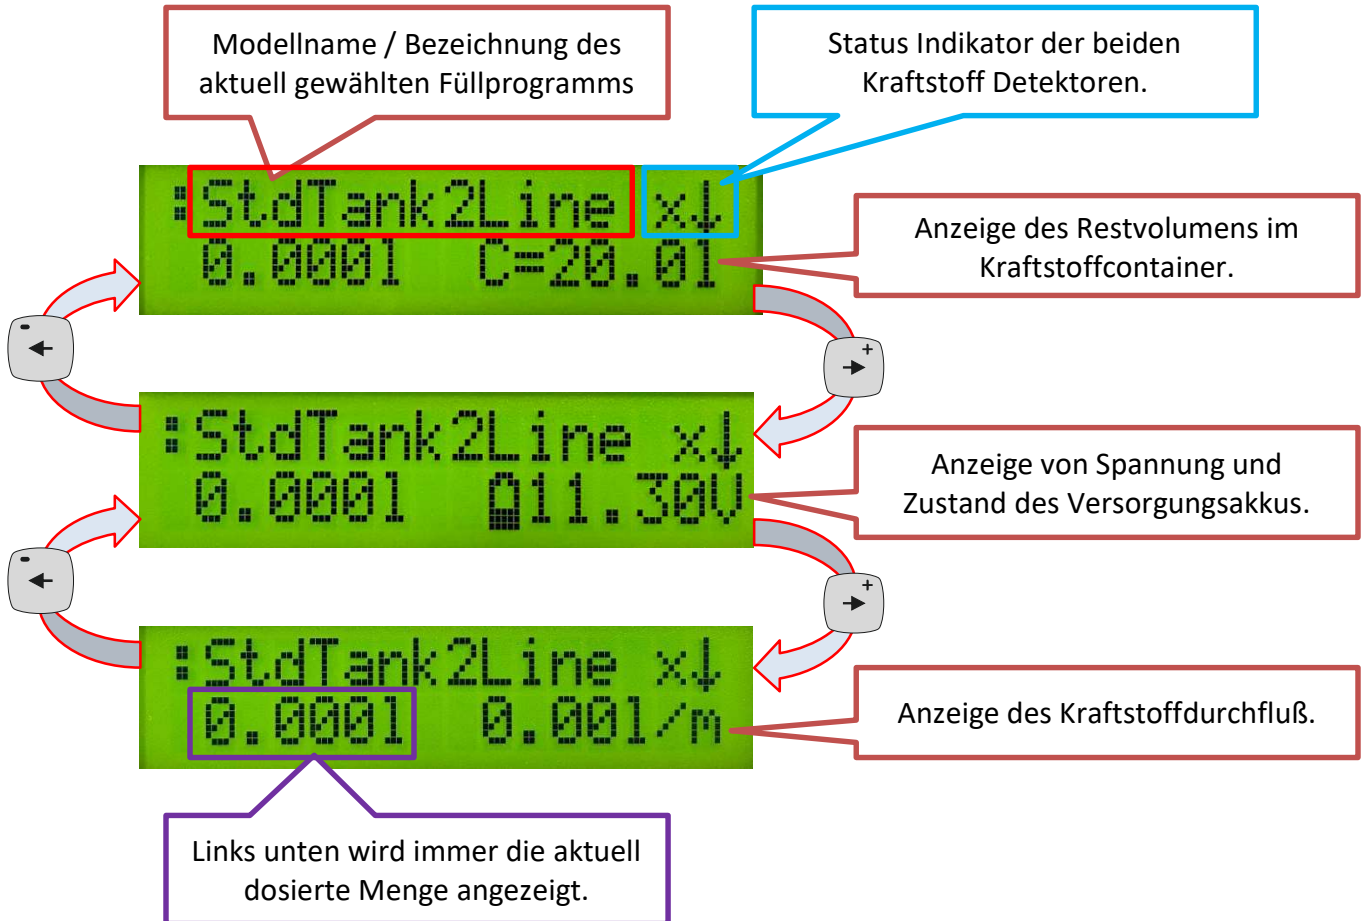 Modellname / Bezeichnung des
aktuell gewählten Füllprogramms
Status Indikator der beiden
Kraftstoff Detektoren.
:StdTank2Line x↓
0.000l C=20.0l
Anzeige des Restvolumens im
Kraftstoffcontainer.
- ←
→ +
:StdTank2Line x↓
0.000l 11.30V
Anzeige von Spannung und
Zustand des Versorgungsakkus.
- ←
→ +
:StdTank2Line x↓
0.000l 0.00l/m
Anzeige des Kraftstoffdurchfluß.
Links unten wird immer die aktuell
dosierte Menge angezeigt.